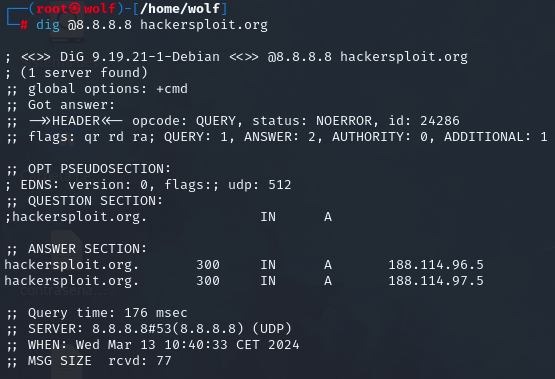 ┌──(root㉿wolf)-[/home/wolf]
└─# dig @8.8.8.8 hackersploit.org
; <<>> DiG 9.19.21-1-Debian <<>> @8.8.8.8 hackersploit.org
; (1 server found)
;; global options: +cmd
;; Got answer:
;; ->>HEADER<<- opcode: QUERY, status: NOERROR, id: 24286
;; flags: qr rd ra; QUERY: 1, ANSWER: 2, AUTHORITY: 0, ADDITIONAL: 1
;; OPT PSEUDOSECTION:
; EDNS: version: 0, flags:; udp: 512
;; QUESTION SECTION:
;hackersploit.org. IN A
;; ANSWER SECTION:
hackersploit.org. 300 IN A 188.114.96.5
hackersploit.org. 300 IN A 188.114.97.5
;; Query time: 176 msec
;; SERVER: 8.8.8.8#53(8.8.8.8) (UDP)
;; WHEN: Wed Mar 13 10:40:33 CET 2024
;; MSG SIZE rcvd: 77